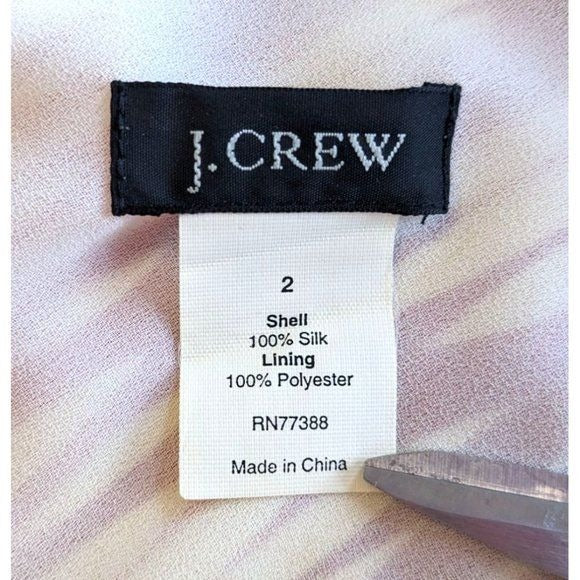 J.CREW
2
Shell
100% Silk
Lining
100% Polyester
RN77388
Made in China